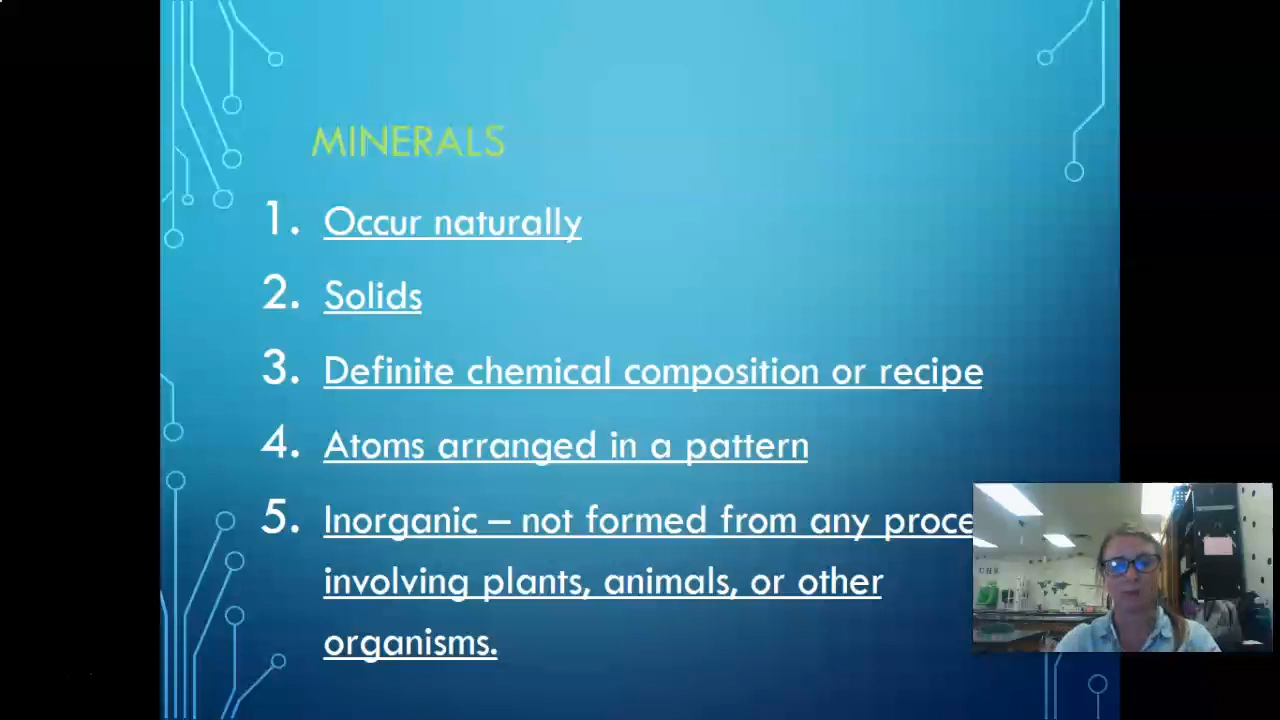 MINERALS
1. Occur naturally
2. Solids
3. Definite chemical composition or recipe
4. Atoms arranged in a pattern
5. Inorganic – not formed from any
involving plants, animals, or other
organisms.